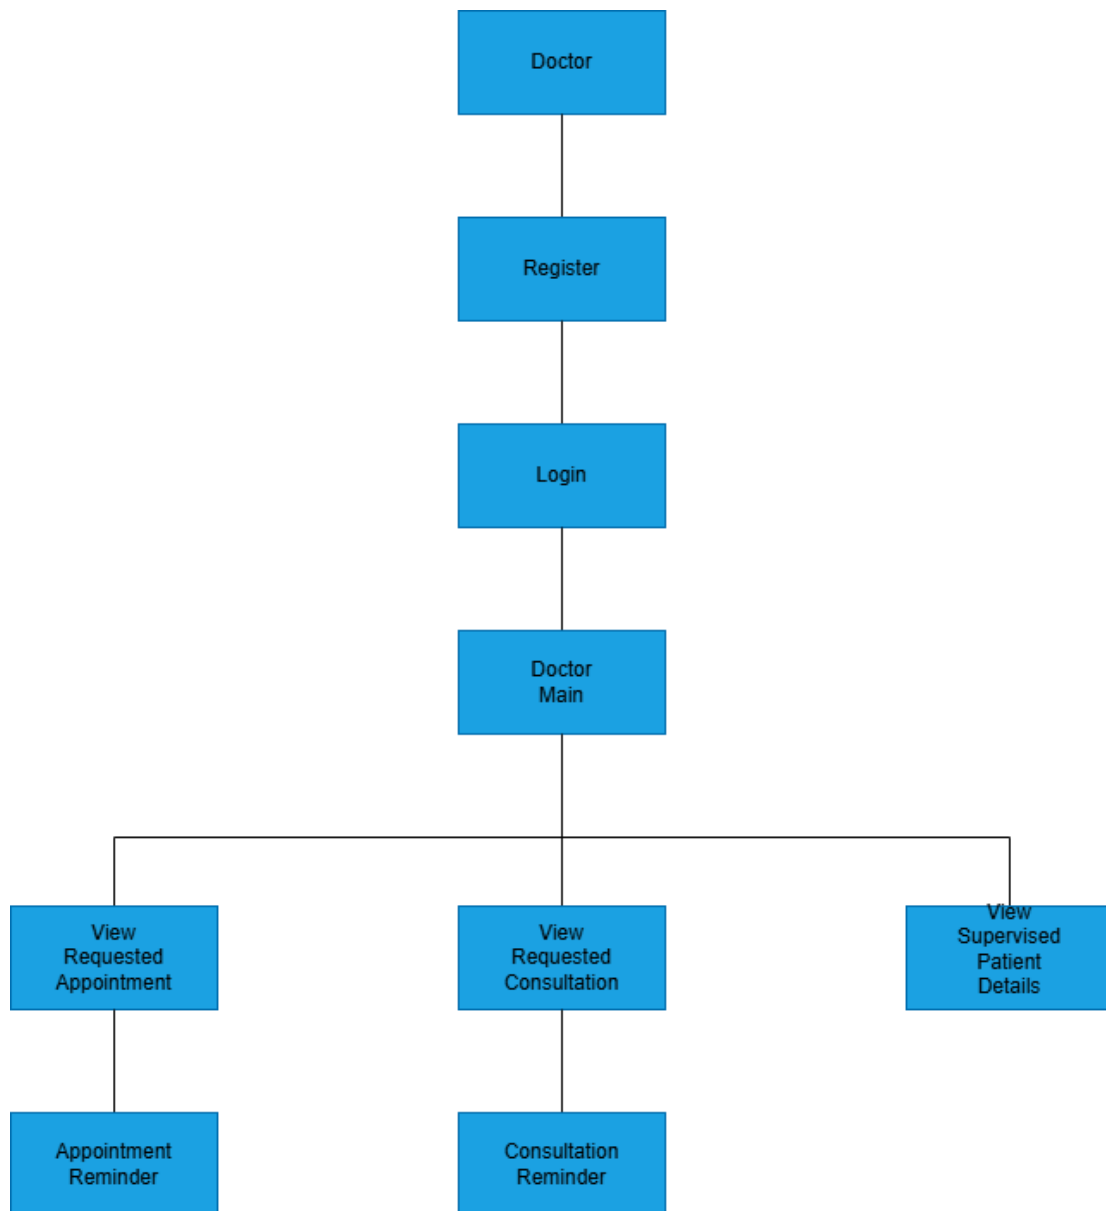 Doctor
Register
Login
Doctor
Main
View
Requested
Appointment
View
Requested
Consultation
View
Supervised
Patient
Details
Appointment
Reminder
Consultation
Reminder